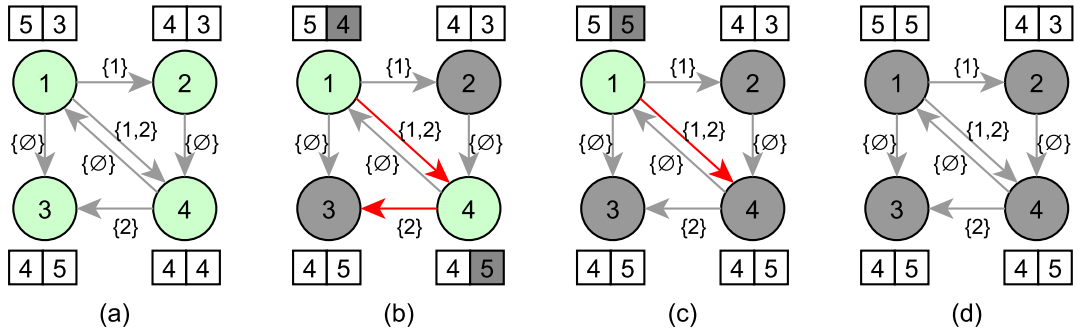 5 3 4 3 5 4 4 3 5 5 4 3 5 5 4 3
1 {1} 2 1 {1} 2 1 {1} 2 1 {1} 2
{∅} {1,2} {∅} {∅} {1,2} {∅} {∅} {1,2} {∅} {∅} {1,2} {∅}
{∅} {∅} {∅} {∅}
3 4 3 4 3 4 3 4
{2} {2} {2} {2}
4 5 4 4 4 5 4 5 4 5 4 5 4 5 4 5
(a) (b) (c) (d)